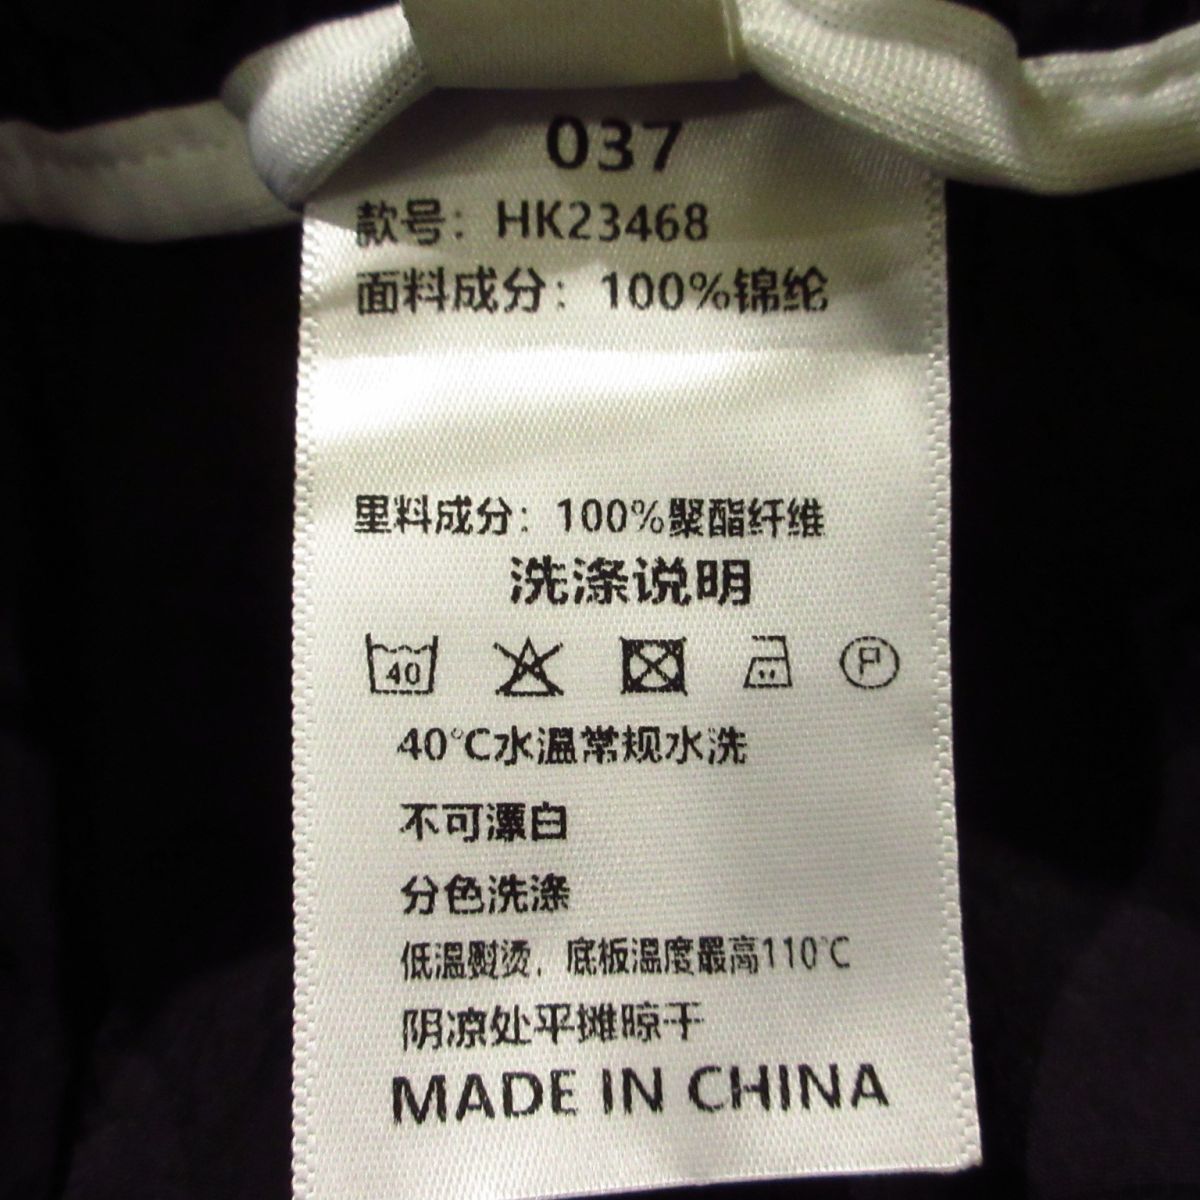 037
款号：HK23468
面料成分：100%锦纶
里料成分：100%聚酯纤维
洗涤说明
40 P
40℃水温常规水洗
不可漂白
分色洗涤
低温熨烫，底板温度最高110℃
阴凉处平摊晾干
MADE IN CHINA